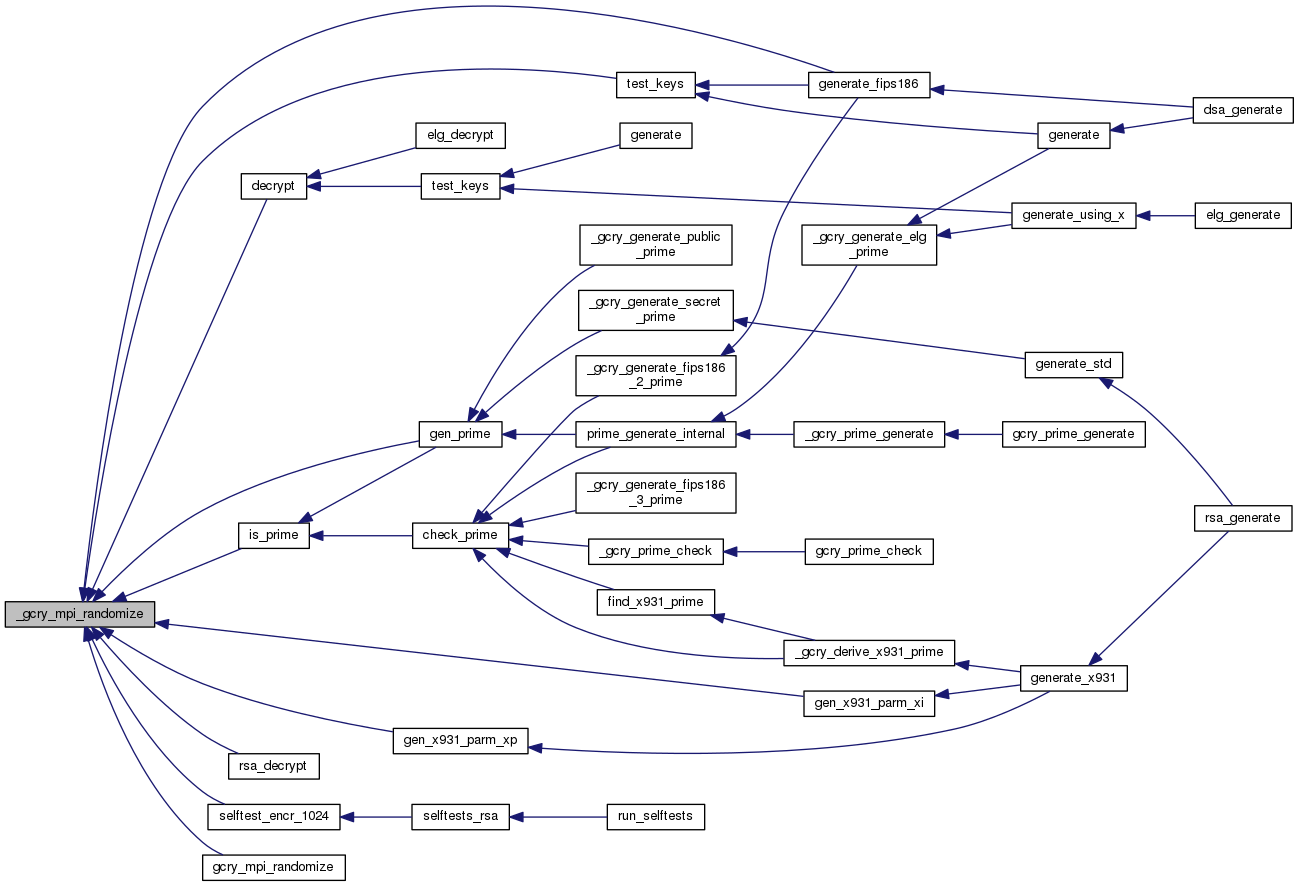 test_keys
generate_fips186
dsa_generate
elg_decrypt
generate
generate
decrypt
test_keys
generate_using_x
elg_generate
_gcry_generate_public
_prime
_gcry_generate_elg
_prime
_gcry_generate_secret
_prime
generate_std
_gcry_generate_fips186
_2_prime
gen_prime
prime_generate_internal
_gcry_prime_generate
gcry_prime_generate
_gcry_generate_fips186
_3_prime
rsa_generate
is_prime
check_prime
_gcry_prime_check
gcry_prime_check
find_x931_prime
_gcry_mpi_randomize
_gcry_derive_x931_prime
generate_x931
gen_x931_parm_xi
gen_x931_parm_xp
rsa_decrypt
selftest_encr_1024
selftests_rsa
run_selftests
gcry_mpi_randomize